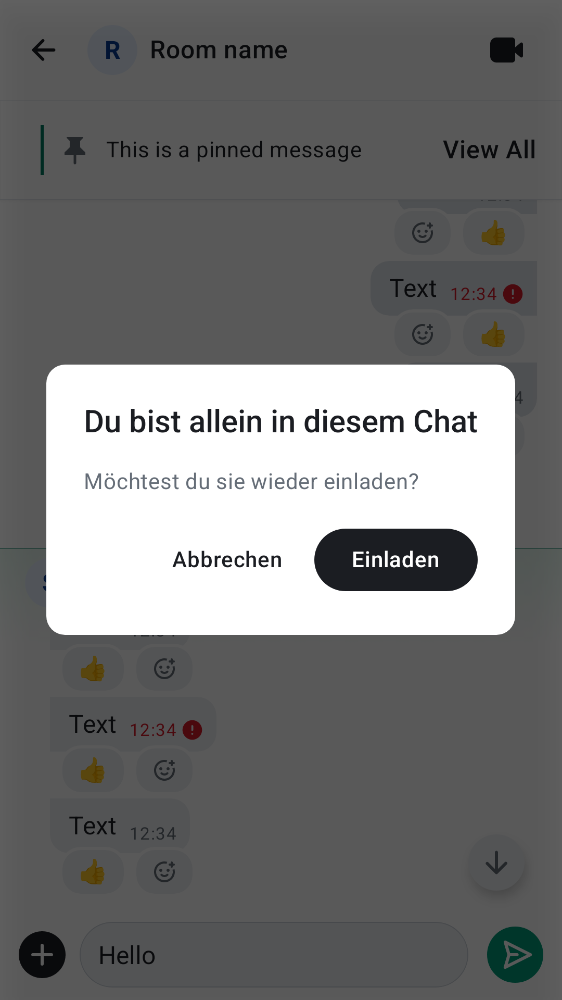 R Room name
This is a pinned message View All
Text 12:34
Du bist allein in diesem Chat
Möchtest du sie wieder einladen?
Abbrechen Einladen
Text 12:34
Text 12:34
Hello